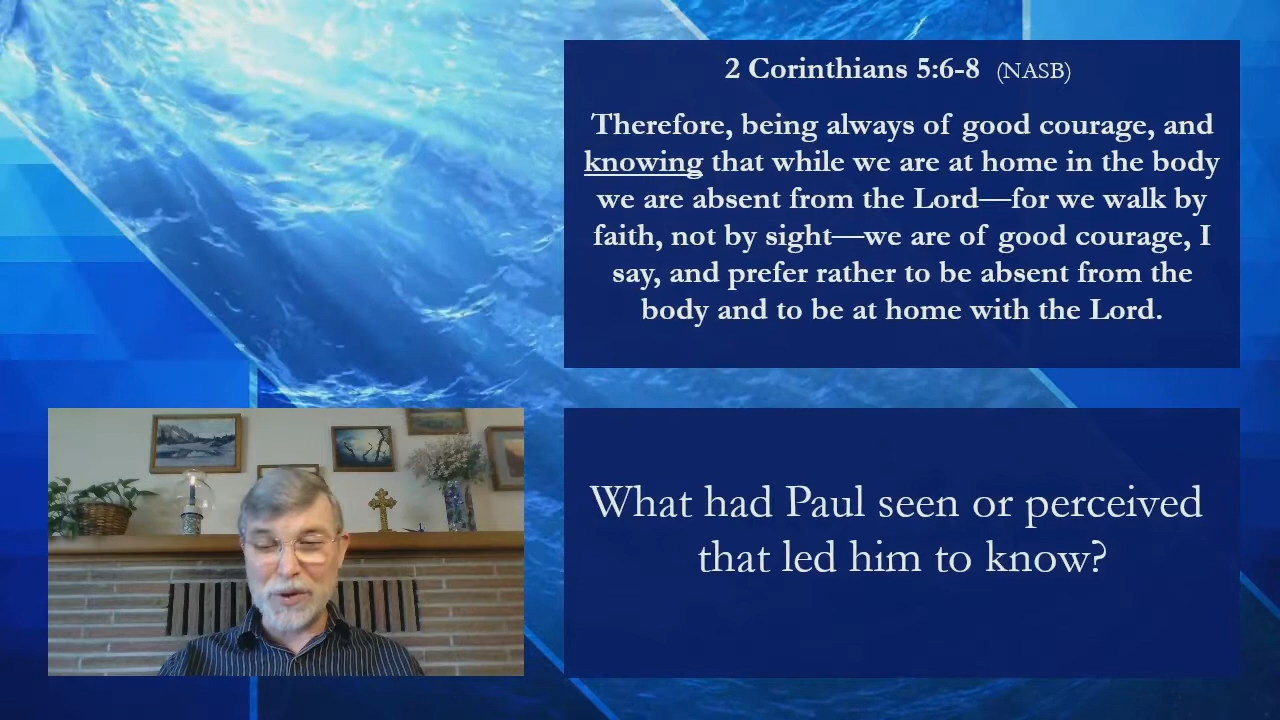 2 Corinthians 5:6-8 (NASB)
Therefore, being always of good courage, and
knowing that while we are at home in the body
we are absent from the Lord—for we walk by
faith, not by sight—we are of good courage, I
say, and prefer rather to be absent from the
body and to be at home with the Lord.
What had Paul seen or perceived
that led him to know?